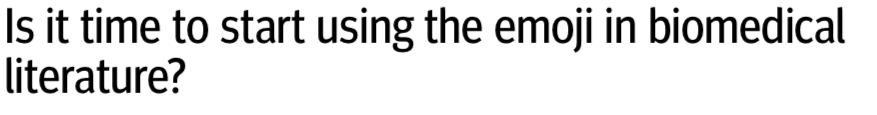 Is it time to start using the emoji in biomedical
literature?